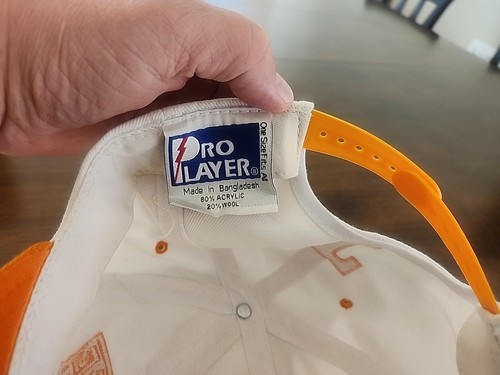 PRO
PLAYER®
Made In Bangladesh
80% ACRYLIC
20% WOOL
One Size Fits All